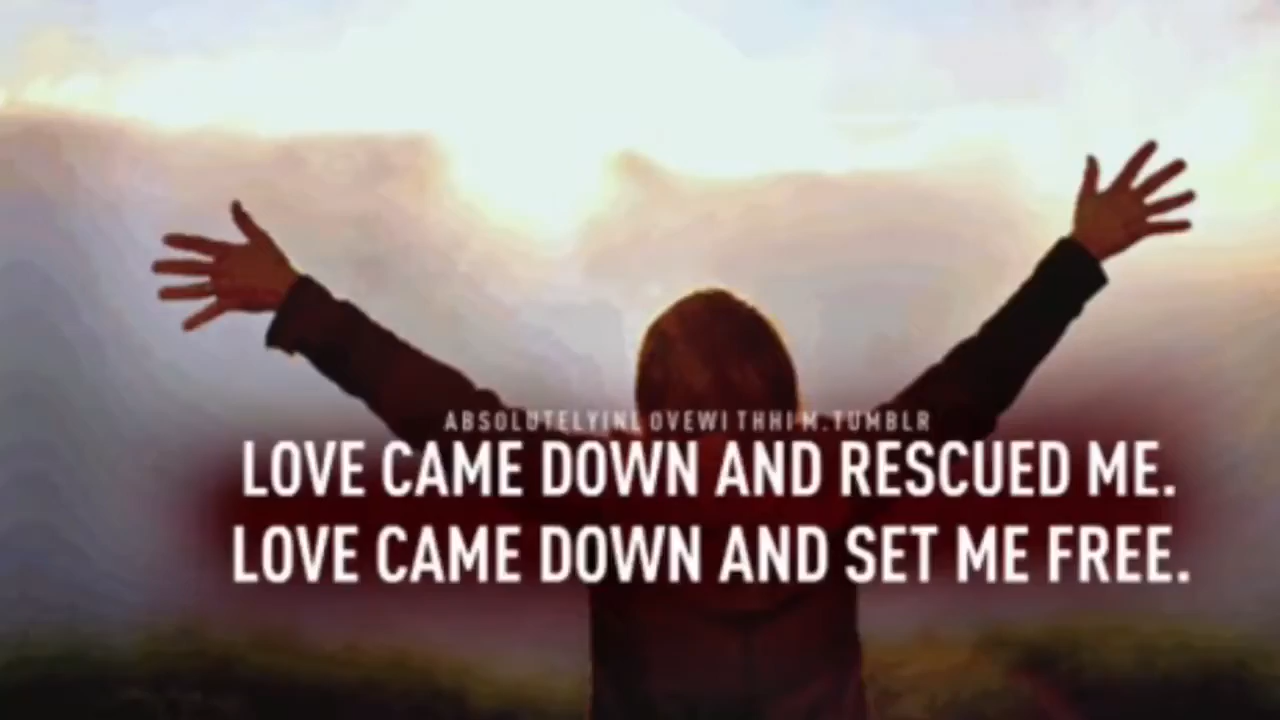 ABSOLUTELYINLOVEWITHHIM.TUMBLR
LOVE CAME DOWN AND RESCUED ME.
LOVE CAME DOWN AND SET ME FREE.